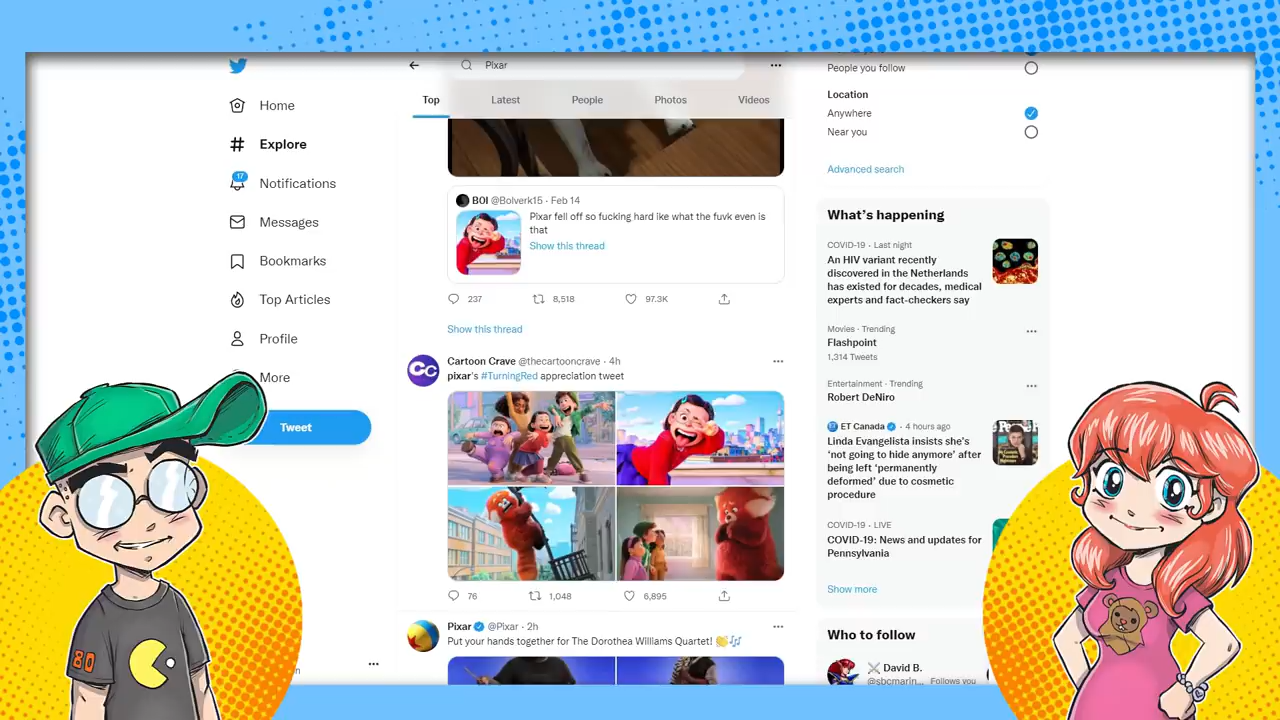 Pixar
Home
Explore
17
Notifications
Messages
Bookmarks
Top Articles
Profile
More
Tweet
Top
Latest
People
Photos
Videos
BOI @Bolverk15 · Feb 14
Pixar fell off so fucking hard ike what the fuvk even is
that
Show this thread
237
8,518
97.3K
Show this thread
Cartoon Crave @thecartooncrave · 4h
pixar's #TurningRed appreciation tweet
CC
76
1,048
6,895
Pixar @Pixar · 2h
Put your hands together for The Dorothea Williams Quartet! 👏🎶
People you follow
Location
Anywhere
Near you
Advanced search
What's happening
COVID-19 · Last night
An HIV variant recently
discovered in the Netherlands
has existed for decades, medical
experts and fact-checkers say
Movies · Trending
Flashpoint
1,314 Tweets
Entertainment · Trending
Robert DeNiro
ET Canada · 4 hours ago
Linda Evangelista insists she's
'not going to hide anymore' after
being left 'permanently
deformed' due to cosmetic
procedure
COVID-19 · LIVE
COVID-19: News and updates for
Pennsylvania
Show more
Who to follow
⚔ David B.
@sbcmarin... Follows you
80